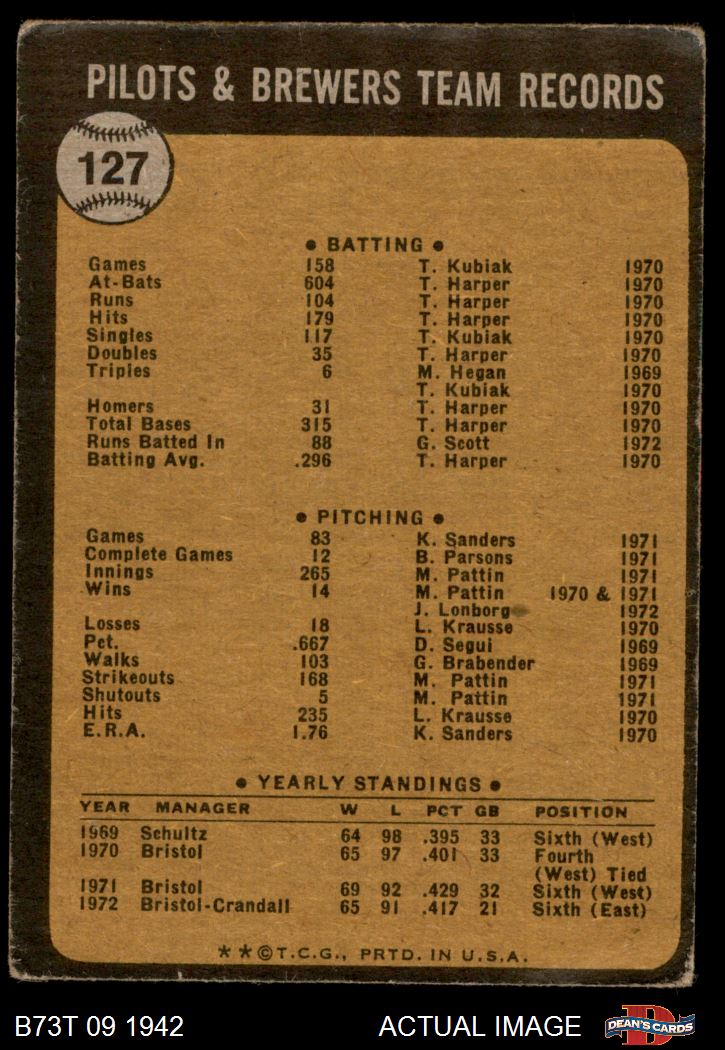 PILOTS & BREWERS TEAM RECORDS
127
● BATTING ●
Games 158 T. Kubiak 1970
At-Bats 604 T. Harper 1970
Runs 104 T. Harper 1970
Hits 179 T. Harper 1970
Singles 117 T. Kubiak 1970
Doubles 35 T. Harper 1970
Triples 6 M. Hegan 1969
T. Kubiak 1970
Homers 31 T. Harper 1970
Total Bases 315 T. Harper 1970
Runs Batted In 88 G. Scott 1972
Batting Avg. .296 T. Harper 1970
● PITCHING ●
Games 83 K. Sanders 1971
Complete Games 12 B. Parsons 1971
Innings 265 M. Pattin 1971
Wins 14 M. Pattin 1970 & 1971
J. Lonborg 1972
Losses 18 L. Krausse 1970
Pct. .667 D. Segui 1969
Walks 103 G. Brabender 1969
Strikeouts 168 M. Pattin 1971
Shutouts 5 M. Pattin 1971
Hits 235 L. Krausse 1970
E.R.A. 1.76 K. Sanders 1970
● YEARLY STANDINGS ●
YEAR MANAGER W L PCT GB POSITION
1969 Schultz 64 98 .395 33 Sixth (West)
1970 Bristol 65 97 .401 33 Fourth
(West) Tied
1971 Bristol 69 92 .429 32 Sixth (West)
1972 Bristol-Crandall 65 91 .417 21 Sixth (East)
★★©T.C.G., PRTD. IN U.S.A.
B73T 09 1942 ACTUAL IMAGE DEAN'S CARDS